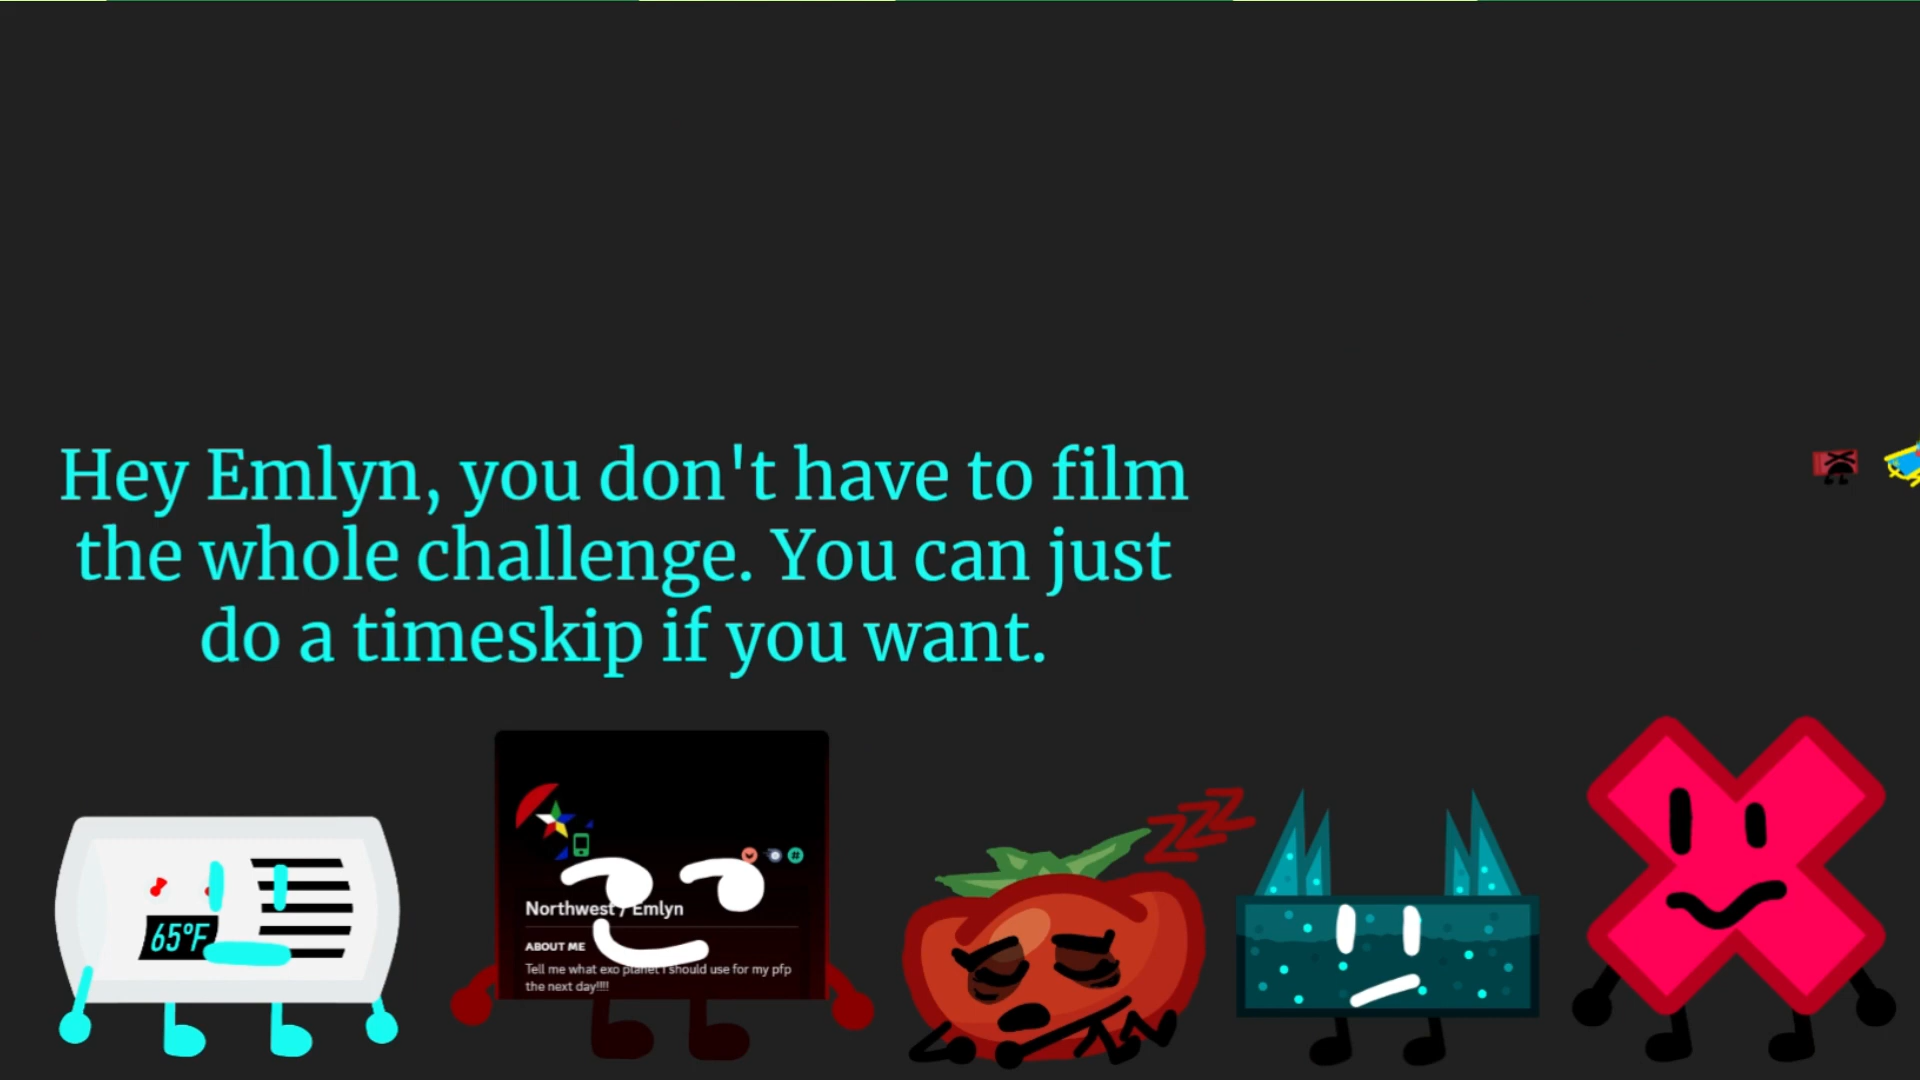 Hey Emlyn, you don't have to film
the whole challenge. You can just
do a timeskip if you want.
ZZZ
65°F
Northwest / Emlyn
ABOUT ME
Tell me what exo planet I should use for my pfp
the next day!!!!